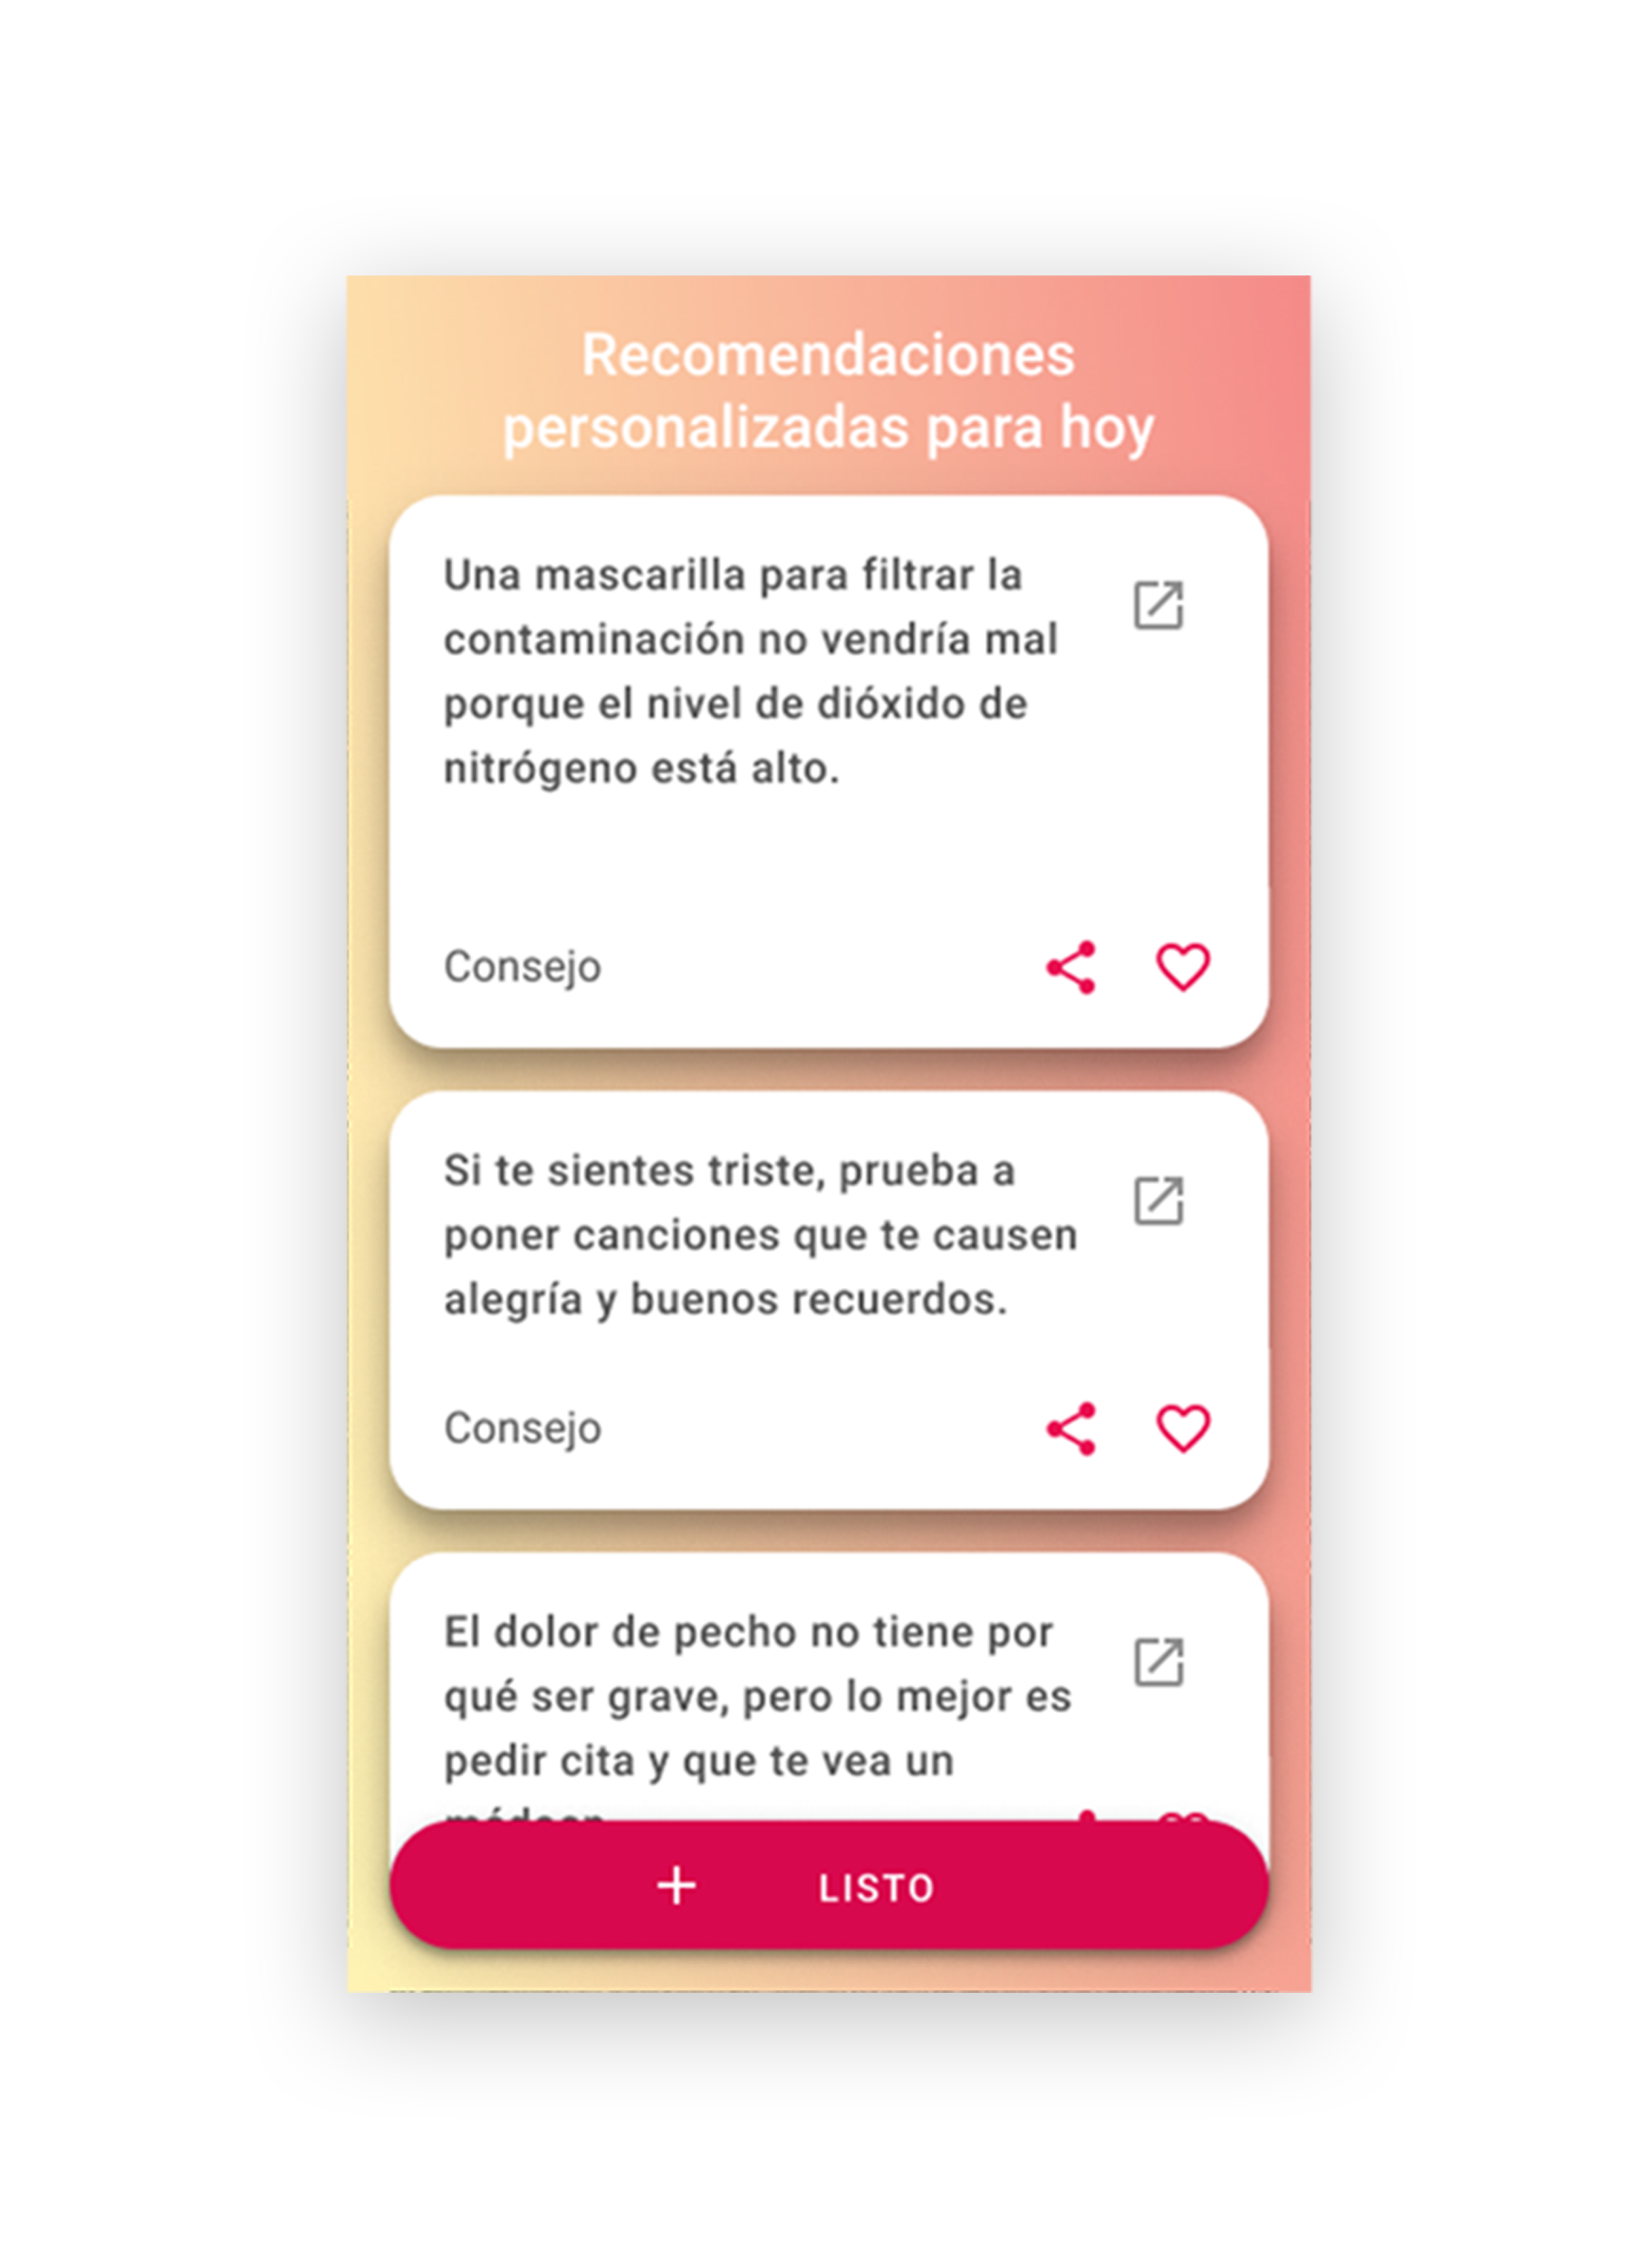 Recomendaciones
personalizadas para hoy
Una mascarilla para filtrar la
contaminación no vendría mal
porque el nivel de dióxido de
nitrógeno está alto.
Consejo
Si te sientes triste, prueba a
poner canciones que te causen
alegría y buenos recuerdos.
Consejo
El dolor de pecho no tiene por
qué ser grave, pero lo mejor es
pedir cita y que te vea un
LISTO